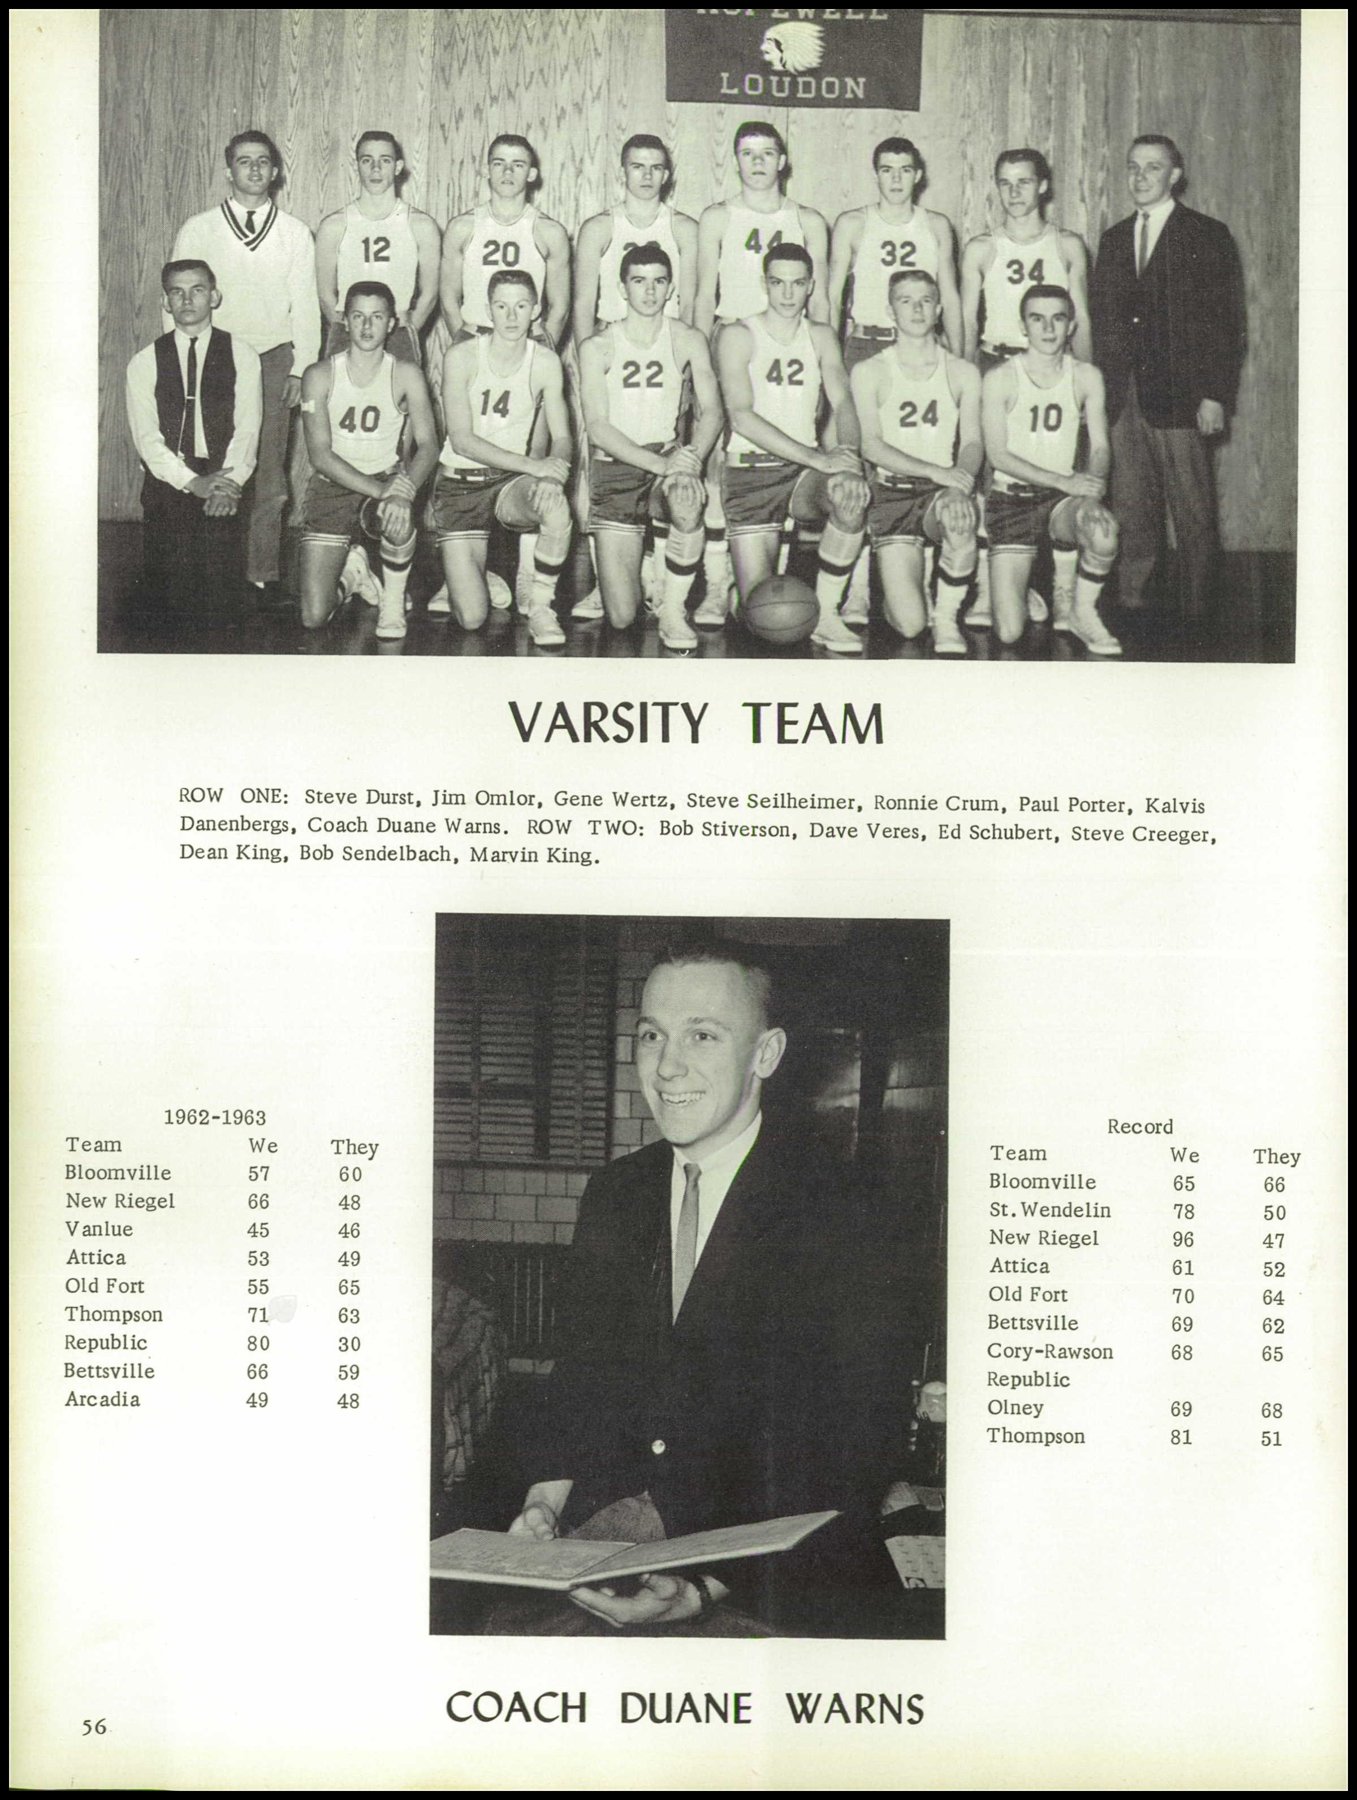 HOPEWELL
LOUDON
12
20
44
32
34
40
14
22
42
24
10
VARSITY TEAM
ROW ONE: Steve Durst, Jim Omlor, Gene Wertz, Steve Seilheimer, Ronnie Crum, Paul Porter, Kalvis
Danenbergs, Coach Duane Warns. ROW TWO: Bob Stiverson, Dave Veres, Ed Schubert, Steve Creeger,
Dean King, Bob Sendelbach, Marvin King.
1962-1963
Team We They
Bloomville 57 60
New Riegel 66 48
Vanlue 45 46
Attica 53 49
Old Fort 55 65
Thompson 71 63
Republic 80 30
Bettsville 66 59
Arcadia 49 48
Record
Team We They
Bloomville 65 66
St. Wendelin 78 50
New Riegel 96 47
Attica 61 52
Old Fort 70 64
Bettsville 69 62
Cory-Rawson 68 65
Republic
Olney 69 68
Thompson 81 51
COACH DUANE WARNS
56